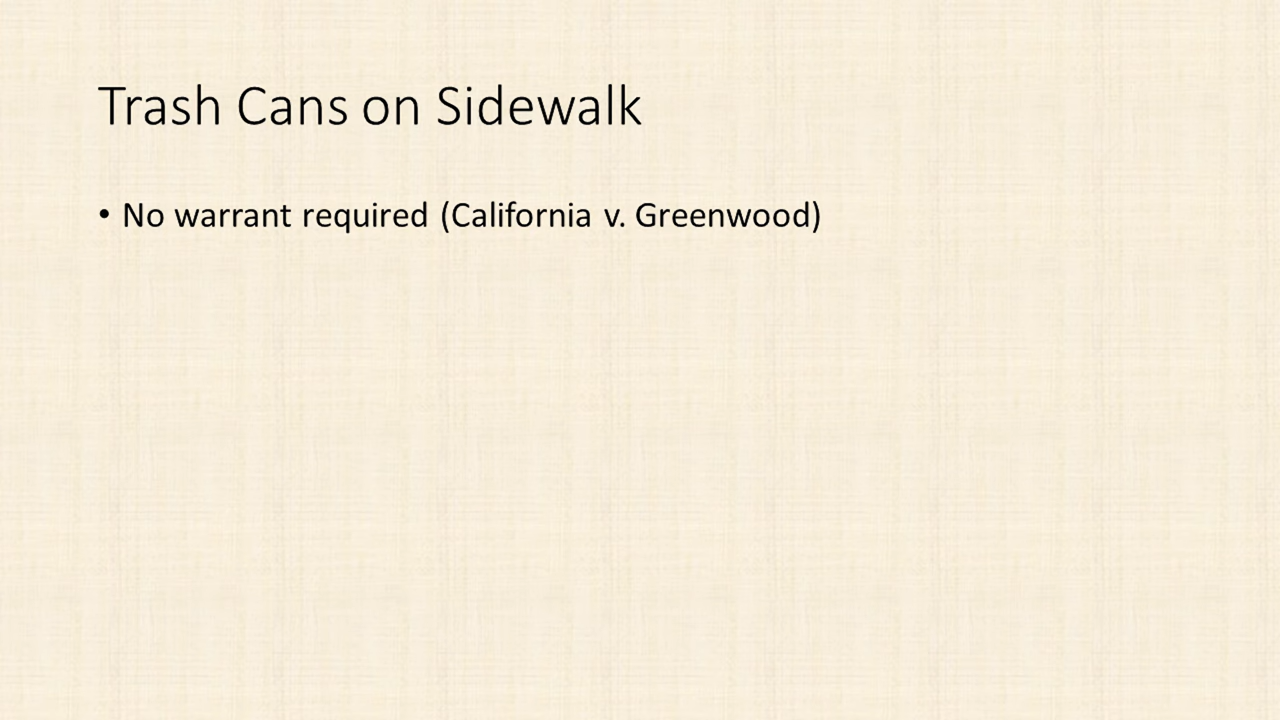 Trash Cans on Sidewalk
• No warrant required (California v. Greenwood)